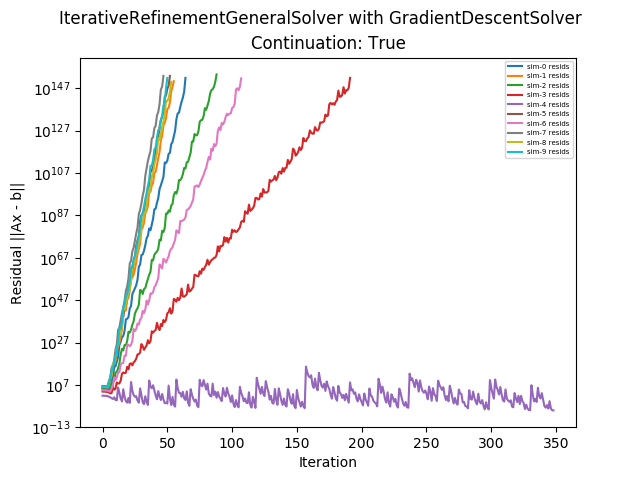 IterativeRefinementGeneralSolver with GradientDescentSolver
Continuation: True
sim-0 resids
sim-1 resids
sim-2 resids
sim-3 resids
sim-4 resids
sim-5 resids
sim-6 resids
sim-7 resids
sim-8 resids
sim-9 resids
10^147
10^127
10^107
10^87
10^67
10^47
10^27
10^7
10^−13
Residual ||Ax - b||
0 50 100 150 200 250 300 350
Iteration